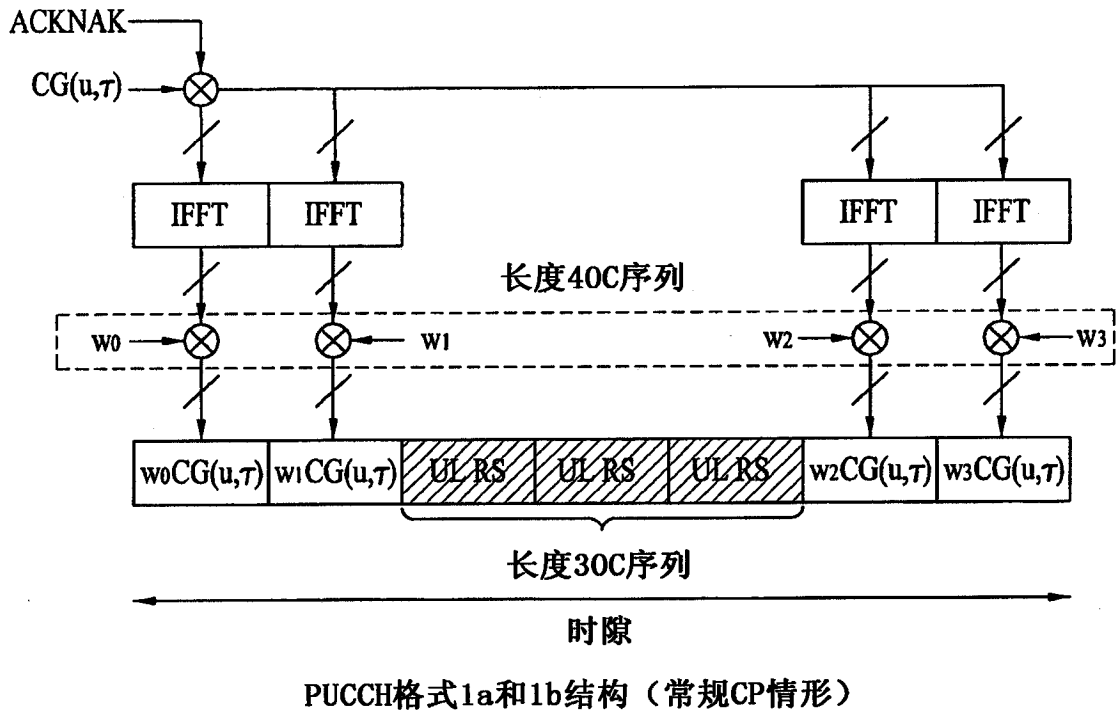 ACKNAK
CG(u,τ)
IFFT IFFT IFFT IFFT
长度4OC序列
w0 w1 w2 w3
w0CG(u,τ) w1CG(u,τ) UL RS UL RS UL RS w2CG(u,τ) w3CG(u,τ)
长度3OC序列
时隙
PUCCH格式1a和1b结构（常规CP情形）